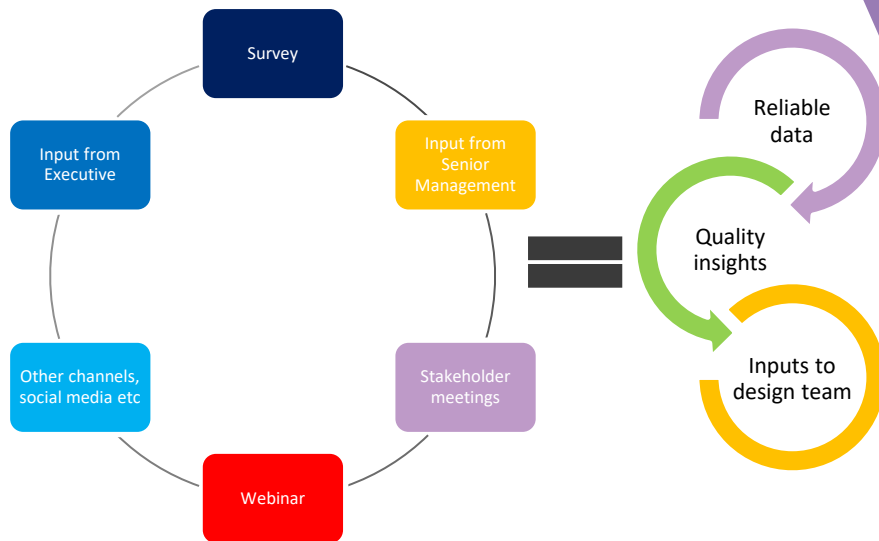 Survey
Input from
Senior
Management
Stakeholder
meetings
Webinar
Other channels,
social media etc
Input from
Executive
Reliable
data
Quality
insights
Inputs to
design team